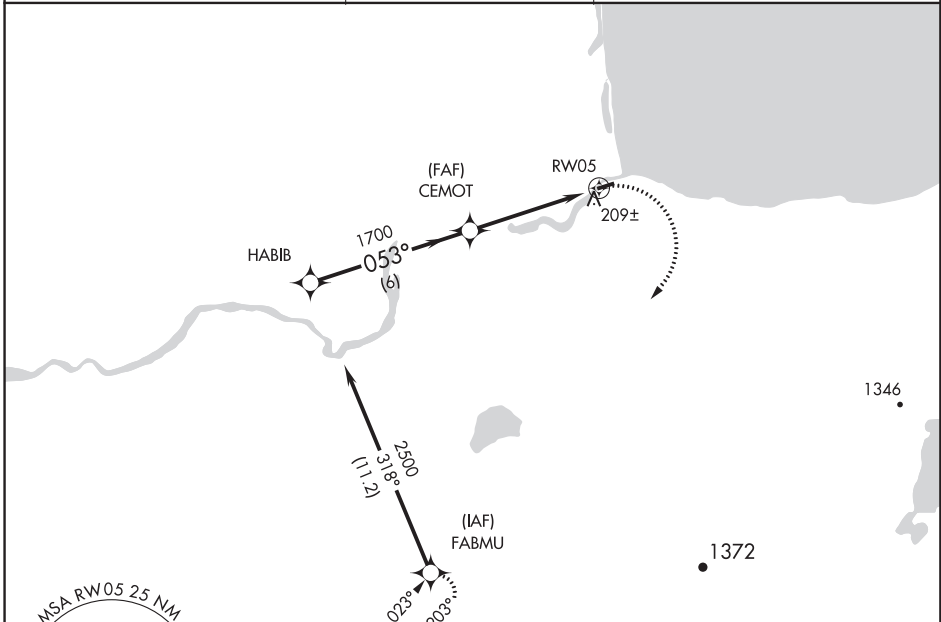 (FAF)
CEMOT
RW05
209±
HABIB
1700
053°
(6)
1346
2500
318°
(11.2)
(IAF)
FABMU
1372
MSA RW05 25 NM
023°
203°